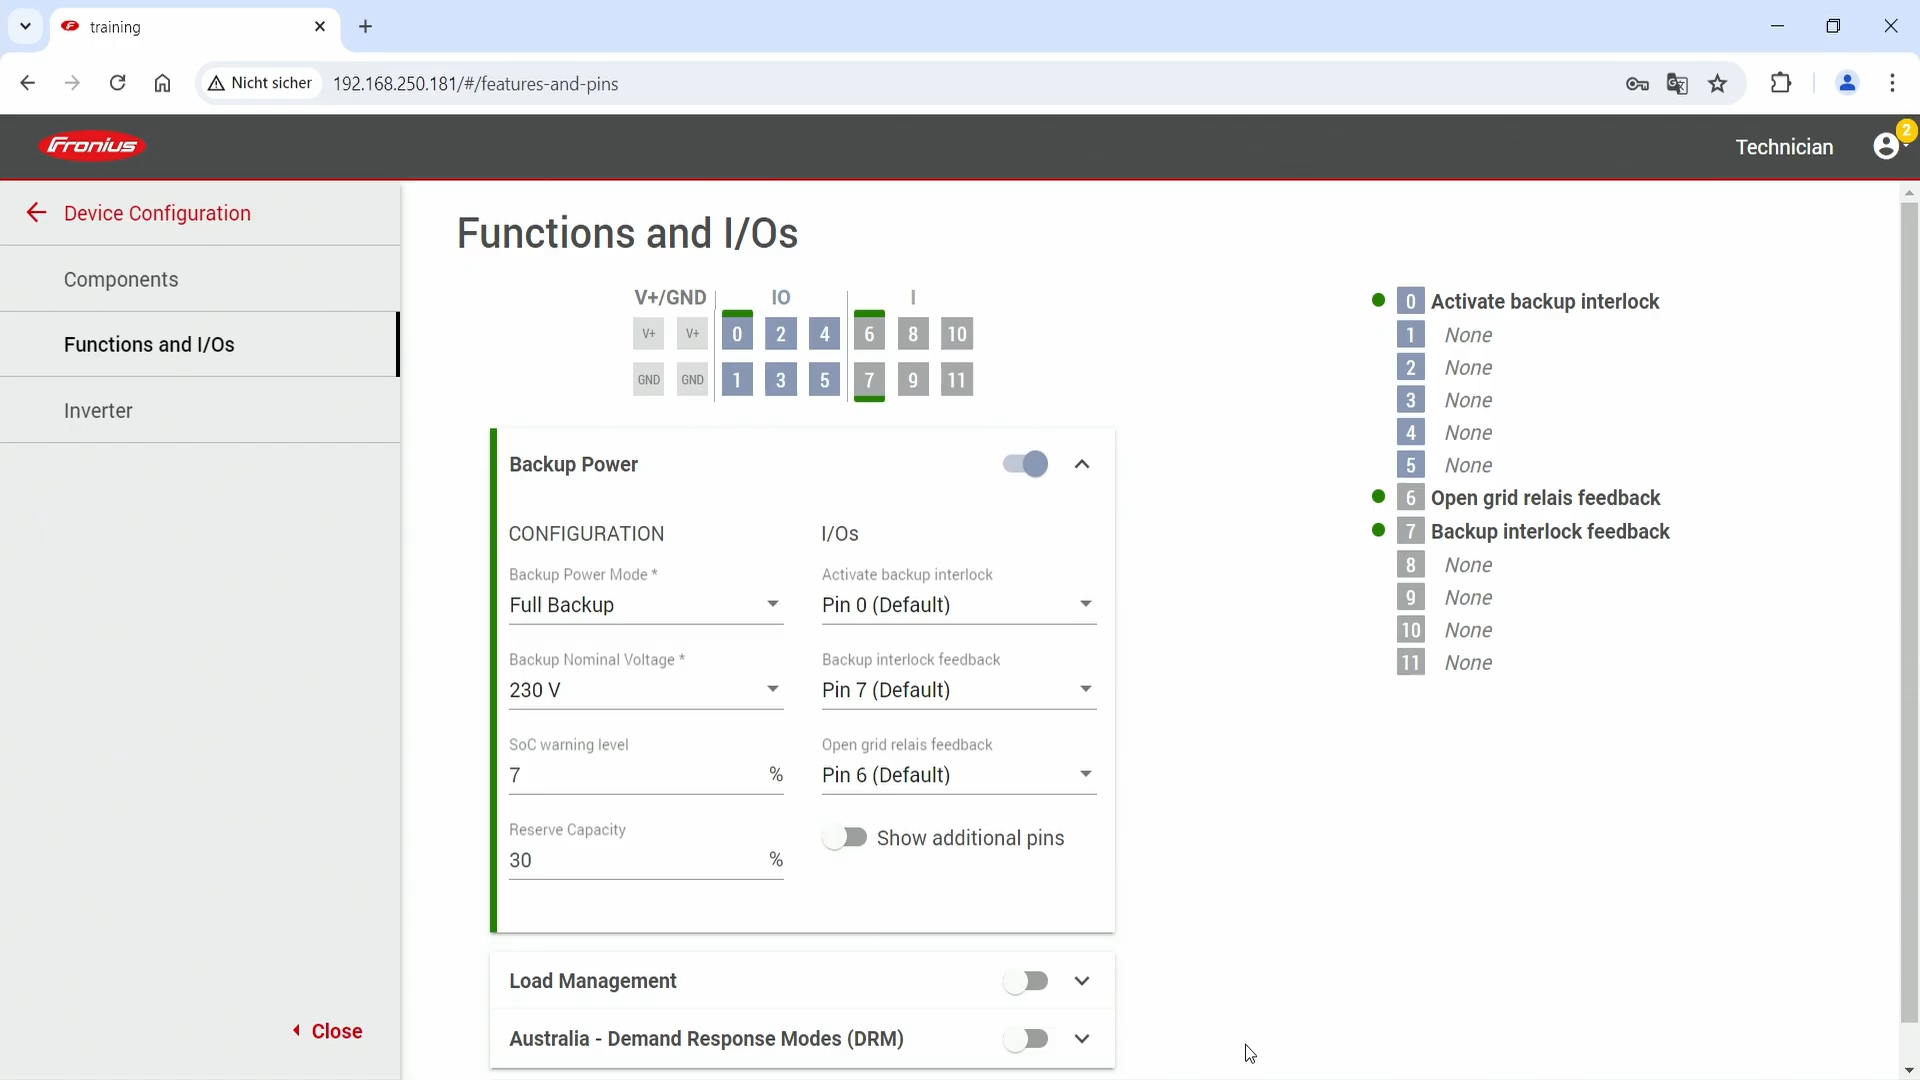 training
Nicht sicher
192.168.250.181/#/features-and-pins
Fronius
Technician
2
Device Configuration
Components
Functions and I/Os
Inverter
Close
Functions and I/Os
V+/GND IO I
V+ V+ 0 2 4 6 8 10
GND GND 1 3 5 7 9 11
Backup Power
CONFIGURATION
Backup Power Mode *
Full Backup
Backup Nominal Voltage *
230 V
SoC warning level
7 %
Reserve Capacity
30 %
I/Os
Activate backup interlock
Pin 0 (Default)
Backup interlock feedback
Pin 7 (Default)
Open grid relais feedback
Pin 6 (Default)
Show additional pins
Load Management
Australia - Demand Response Modes (DRM)
0 Activate backup interlock
1 None
2 None
3 None
4 None
5 None
6 Open grid relais feedback
7 Backup interlock feedback
8 None
9 None
10 None
11 None